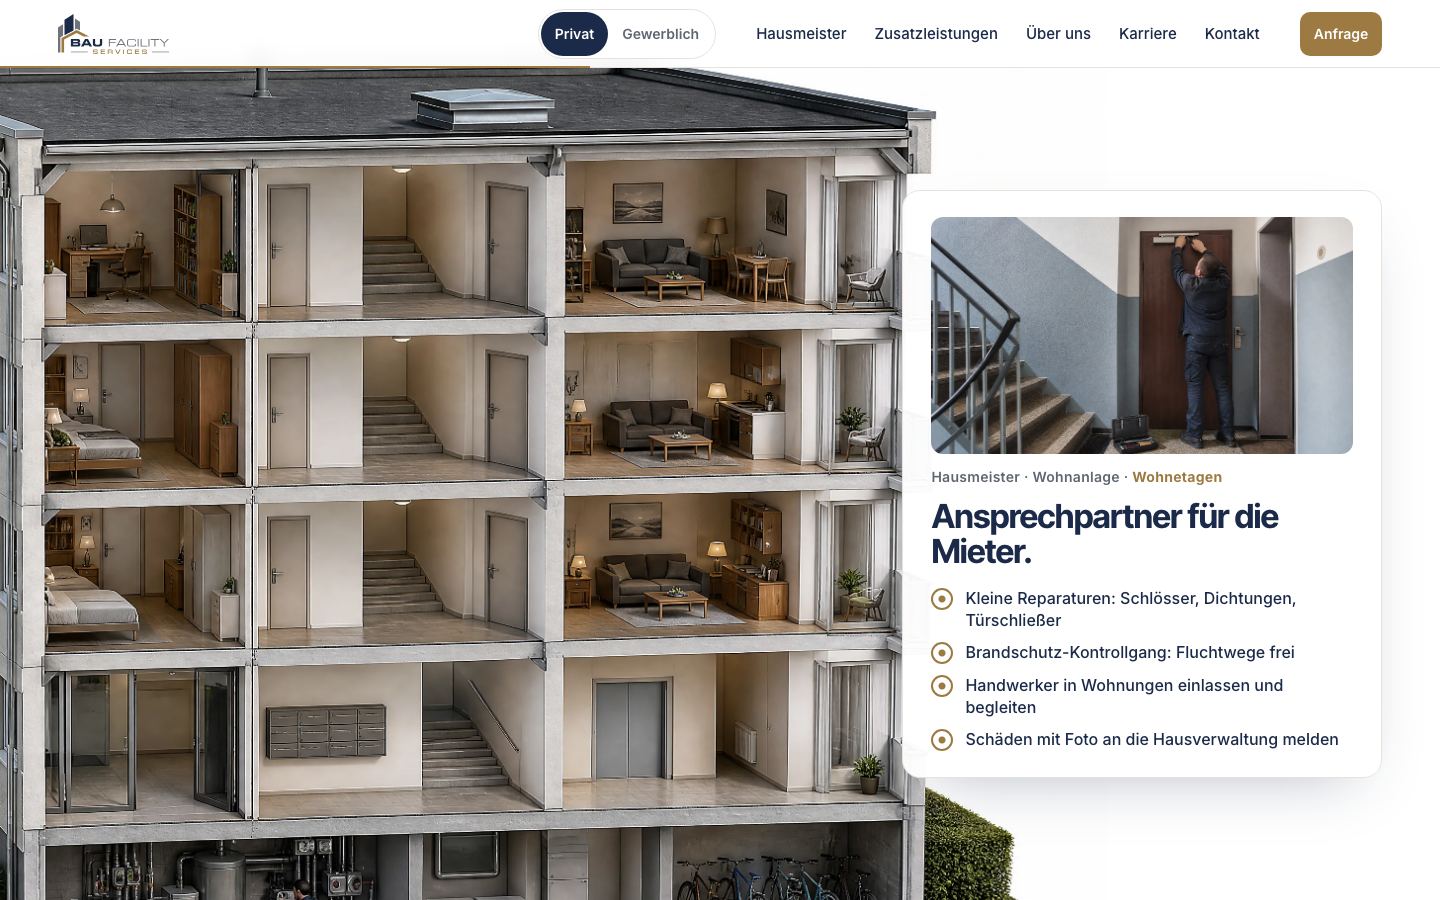 BAU FACILITY
SERVICES
Privat
Gewerblich
Hausmeister
Zusatzleistungen
Über uns
Karriere
Kontakt
Anfrage
Hausmeister · Wohnanlage · Wohnetagen
Ansprechpartner für die
Mieter.
Kleine Reparaturen: Schlösser, Dichtungen,
Türschließer
Brandschutz-Kontrollgang: Fluchtwege frei
Handwerker in Wohnungen einlassen und
begleiten
Schäden mit Foto an die Hausverwaltung melden